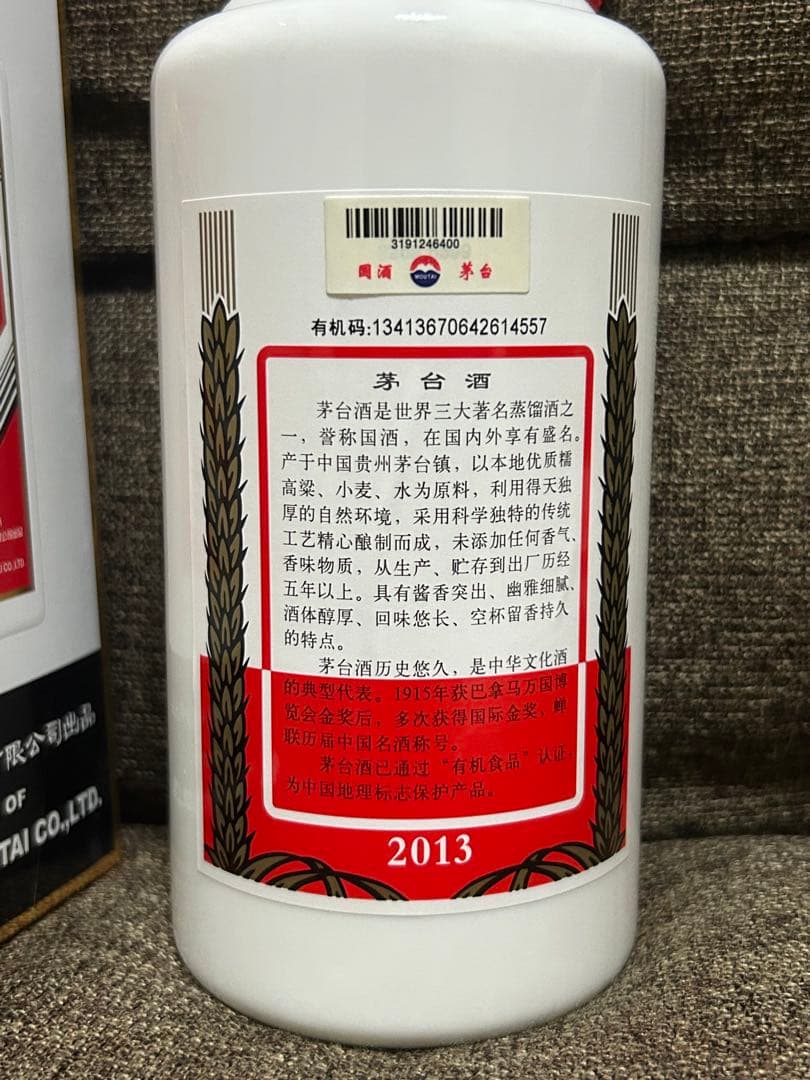 3191246400
國酒 MOUTAI 茅台
有机码:13413670642614557
茅台酒
茅台酒是世界三大著名蒸馏酒之
一，誉称国酒，在国内外享有盛名。
产于中国贵州茅台镇，以本地优质糯
高粱、小麦、水为原料，利用得天独
厚的自然环境，采用科学独特的传统
工艺精心酿制而成，未添加任何香气、
香味物质，从生产、贮存到出厂历经
五年以上。具有酱香突出、幽雅细腻、
酒体醇厚、回味悠长、空杯留香持久
的特点。
茅台酒历史悠久，是中华文化酒
的典型代表。1915年获巴拿马万国博
览会金奖后，多次获得国际金奖、蝉
联历届中国名酒称号。
茅台酒已通过“有机食品”认证，
为中国地理标志保护产品。
2013
有限公司出品
OF
TAI CO.,LTD.
CO.,LTD